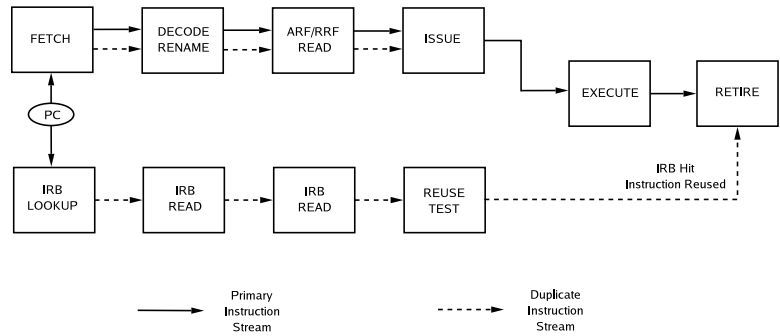 FETCH
DECODE
RENAME
ARF/RRF
READ
ISSUE
EXECUTE
RETIRE
PC
IRB
LOOKUP
IRB
READ
IRB
READ
REUSE
TEST
IRB Hit
Instruction Reused
Primary
Instruction
Stream
Duplicate
Instruction
Stream